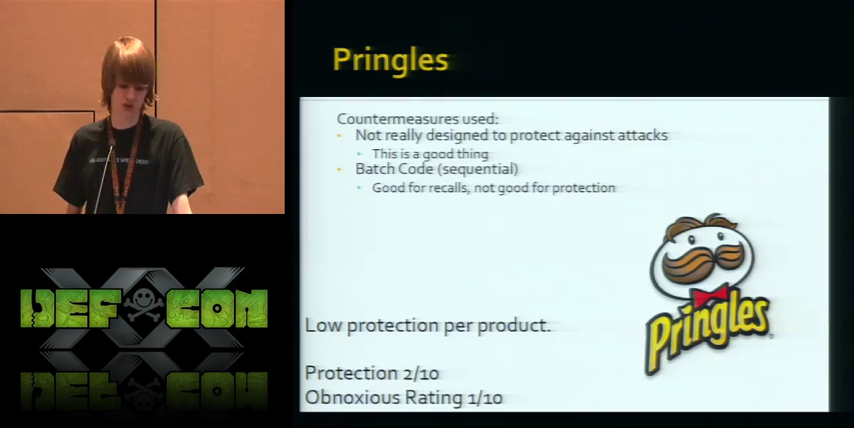 Pringles
Countermeasures used:
Not really designed to protect against attacks
This is a good thing
Batch Code (sequential)
Good for recalls, not good for protection
Pringles
Low protection per product.
Protection 2/10
Obnoxious Rating 1/10
XX
DEF CON